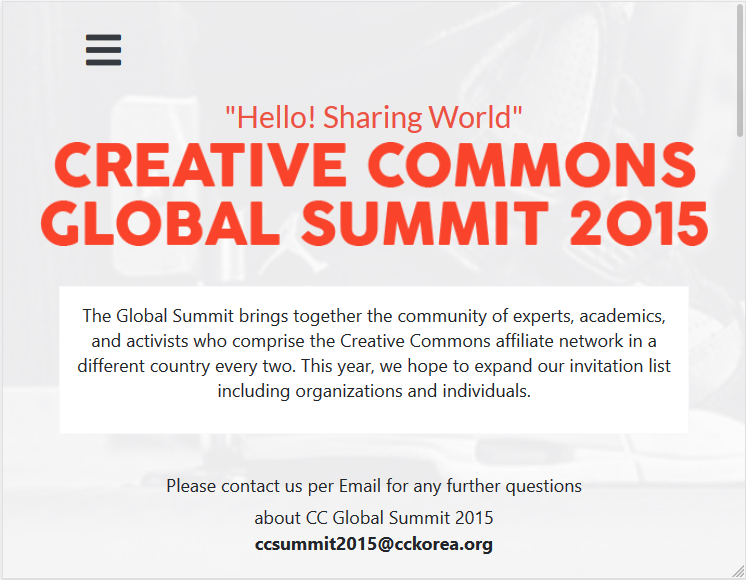 "Hello! Sharing World"
CREATIVE COMMONS
GLOBAL SUMMIT 2015
The Global Summit brings together the community of experts, academics,
and activists who comprise the Creative Commons affiliate network in a
different country every two. This year, we hope to expand our invitation list
including organizations and individuals.
Please contact us per Email for any further questions
about CC Global Summit 2015
ccsummit2015@cckorea.org